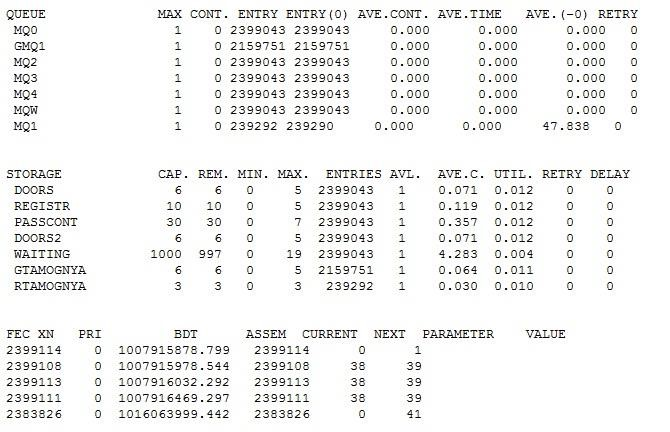 QUEUE MAX CONT. ENTRY ENTRY(0) AVE.CONT. AVE.TIME AVE.(-0) RETRY
MQ0 1 0 2399043 2399043 0.000 0.000 0.000 0
GMQ1 1 0 2159751 2159751 0.000 0.000 0.000 0
MQ2 1 0 2399043 2399043 0.000 0.000 0.000 0
MQ3 1 0 2399043 2399043 0.000 0.000 0.000 0
MQ4 1 0 2399043 2399043 0.000 0.000 0.000 0
MQW 1 0 2399043 2399043 0.000 0.000 0.000 0
MQ1 1 0 239292 239290 0.000 0.000 47.838 0
STORAGE CAP. REM. MIN. MAX. ENTRIES AVL. AVE.C. UTIL. RETRY DELAY
DOORS 6 6 0 5 2399043 1 0.071 0.012 0 0
REGISTR 10 10 0 5 2399043 1 0.119 0.012 0 0
PASSCONT 30 30 0 7 2399043 1 0.357 0.012 0 0
DOORS2 6 6 0 5 2399043 1 0.071 0.012 0 0
WAITING 1000 997 0 19 2399043 1 4.283 0.004 0 0
GTAMOGNYA 6 6 0 5 2159751 1 0.064 0.011 0 0
RTAMOGNYA 3 3 0 3 239292 1 0.030 0.010 0 0
FEC XN PRI BDT ASSEM CURRENT NEXT PARAMETER VALUE
2399114 0 1007915878.799 2399114 0 1
2399108 0 1007915978.544 2399108 38 39
2399113 0 1007916032.292 2399113 38 39
2399111 0 1007916469.297 2399111 38 39
2383826 0 1016063999.442 2383826 0 41